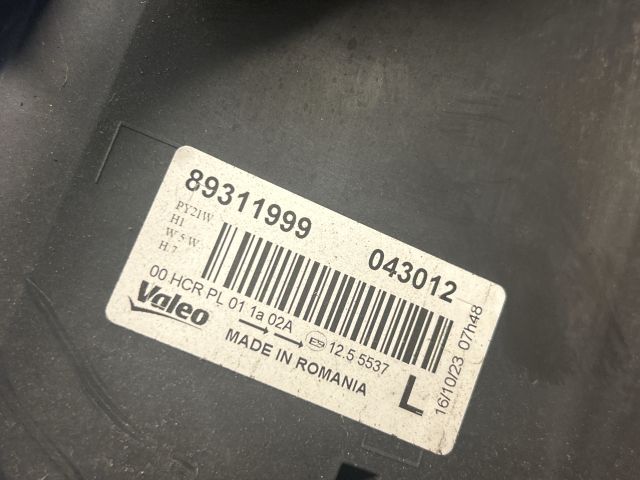 89311999 043012
PY21W
H1
W 5 W
H 7
00 HCR PL 01 1a 02A E9 12.5 5537
Valeo
MADE IN ROMANIA
L
16/10/23 07h48